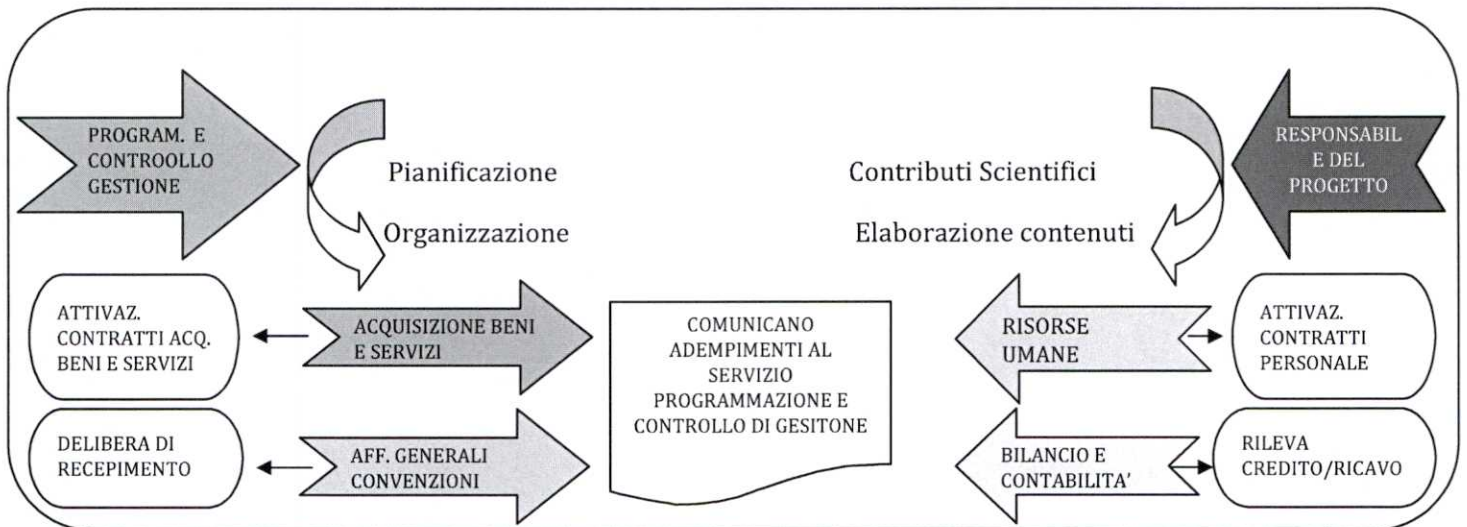 PROGRAM. E
CONTROOLLO
GESTIONE
Pianificazione
Organizzazione
Contributi Scientifici
Elaborazione contenuti
RESPONSABIL
E DEL
PROGETTO
ATTIVAZ.
CONTRATTI ACQ.
BENI E SERVIZI
ACQUISIZIONE BENI
E SERVIZI
COMUNICANO
ADEMPIMENTI AL
SERVIZIO
PROGRAMMAZIONE E
CONTROLLO DI GESITONE
RISORSE
UMANE
ATTIVAZ.
CONTRATTI
PERSONALE
DELIBERA DI
RECEPIMENTO
AFF. GENERALI
CONVENZIONI
BILANCIO E
CONTABILITA'
RILEVA
CREDITO/RICAVO